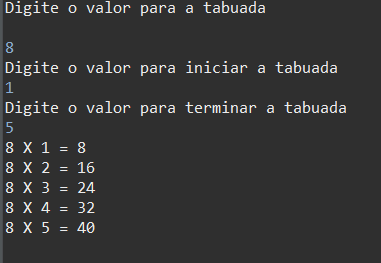 Digite o valor para a tabuada
8
Digite o valor para iniciar a tabuada
1
Digite o valor para terminar a tabuada
5
8 X 1 = 8
8 X 2 = 16
8 X 3 = 24
8 X 4 = 32
8 X 5 = 40